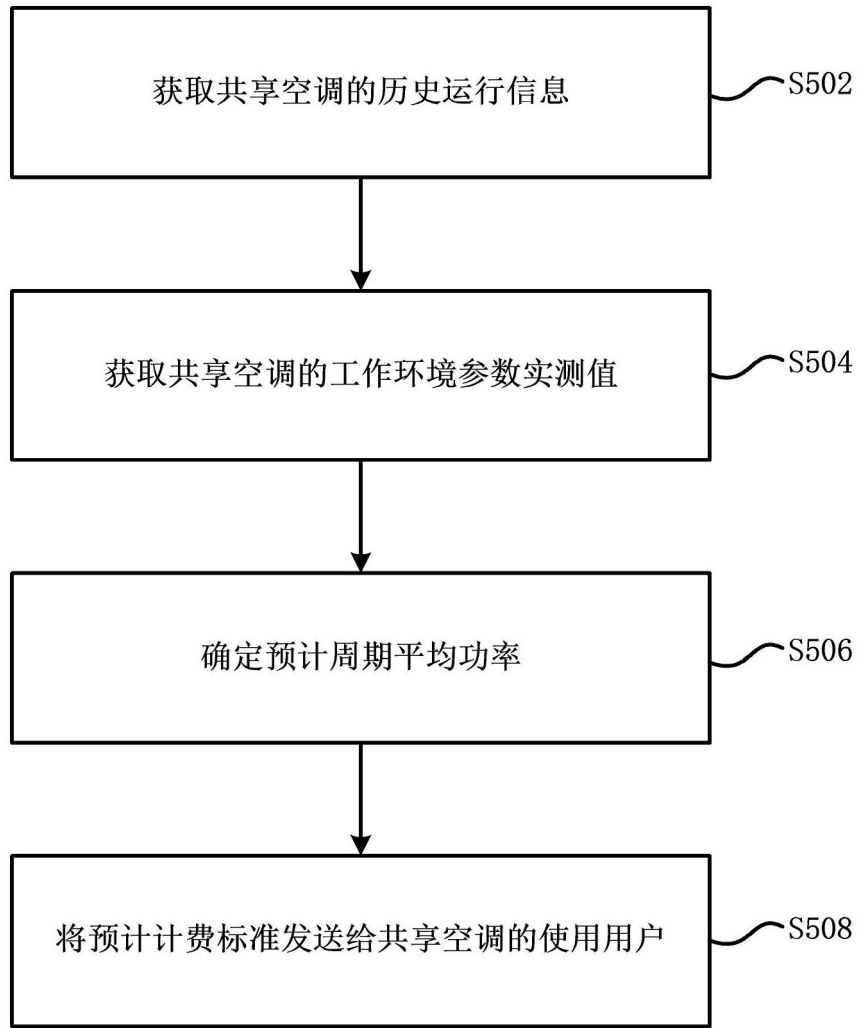 获取共享空调的历史运行信息
S502
获取共享空调的工作环境参数实测值
S504
确定预计周期平均功率
S506
将预计计费标准发送给共享空调的使用用户
S508